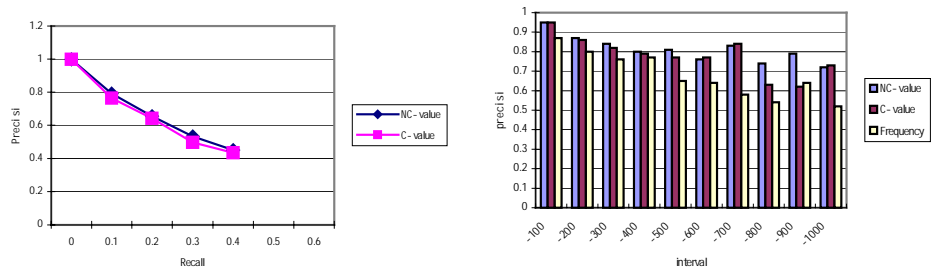 1.2
1
0.8
0.6
0.4
0.2
0
Precisi
0 0.1 0.2 0.3 0.4 0.5 0.6
Recall
NC-value
C-value
1
0.9
0.8
0.7
0.6
0.5
0.4
0.3
0.2
0.1
0
precisi
-100 -200 -300 -400 -500 -600 -700 -800 -900 -1000
interval
NC-value
C-value
Frequency